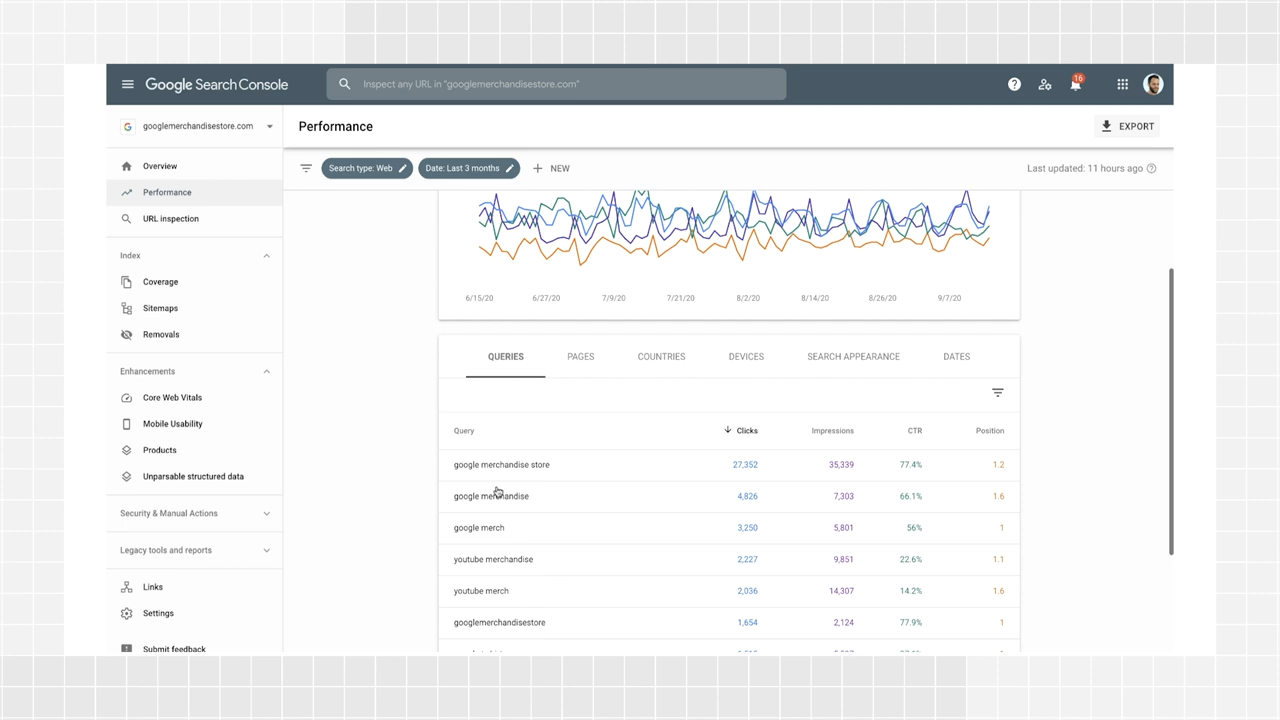 Google Search Console
Inspect any URL in "googlemerchandisestore.com"
16
G
googlemerchandisestore.com
Performance
EXPORT
Overview
Performance
URL inspection
Index
Coverage
Sitemaps
Removals
Enhancements
Core Web Vitals
Mobile Usability
Products
Unparsable structured data
Security & Manual Actions
Legacy tools and reports
Links
Settings
Submit feedback
Search type: Web
Date: Last 3 months
NEW
Last updated: 11 hours ago
6/15/20 6/27/20 7/9/20 7/21/20 8/2/20 8/14/20 8/26/20 9/7/20
QUERIES PAGES COUNTRIES DEVICES SEARCH APPEARANCE DATES
Query Clicks Impressions CTR Position
google merchandise store 27,352 35,339 77.4% 1.2
google merchandise 4,826 7,303 66.1% 1.6
google merch 3,250 5,801 56% 1
youtube merchandise 2,227 9,851 22.6% 1.1
youtube merch 2,036 14,307 14.2% 1.6
googlemerchandisestore 1,654 2,124 77.9% 1